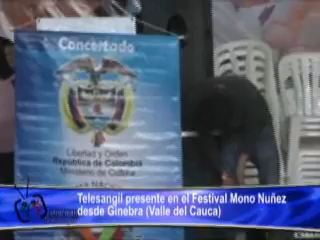 Concertado
Libertad y Orden
República de Colombia
Ministerio de Cultura
Telesangil presente en el Festival Mono Nuñez
desde Ginebra (Valle del Cauca)